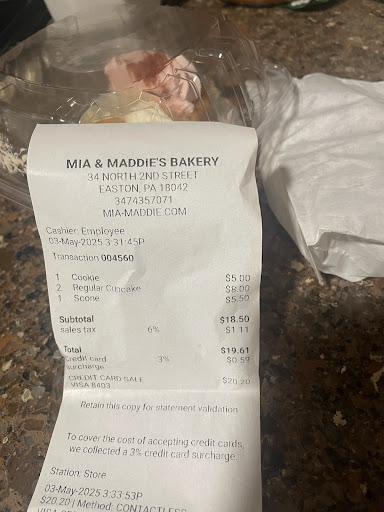 MIA & MADDIE'S BAKERY
34 NORTH 2ND STREET
EASTON, PA 18042
3474357071
MIA-MADDIE.COM
Cashier: Employee
03-May-2025 3:31:45P
Transaction 004560
1 Cookie $5.00
2 Regular Cupcake $8.00
1 Scone $5.50
Subtotal $18.50
sales tax 6% $1.11
Total $19.61
Credit card 3% $0.59
surcharge
CREDIT CARD SALE $20.20
VISA 8403
Retain this copy for statement validation
To cover the cost of accepting credit cards,
we collected a 3% credit card surcharge.
Station: Store
03-May-2025 3:33:53P
$20.20 | Method: CONTACTLESS